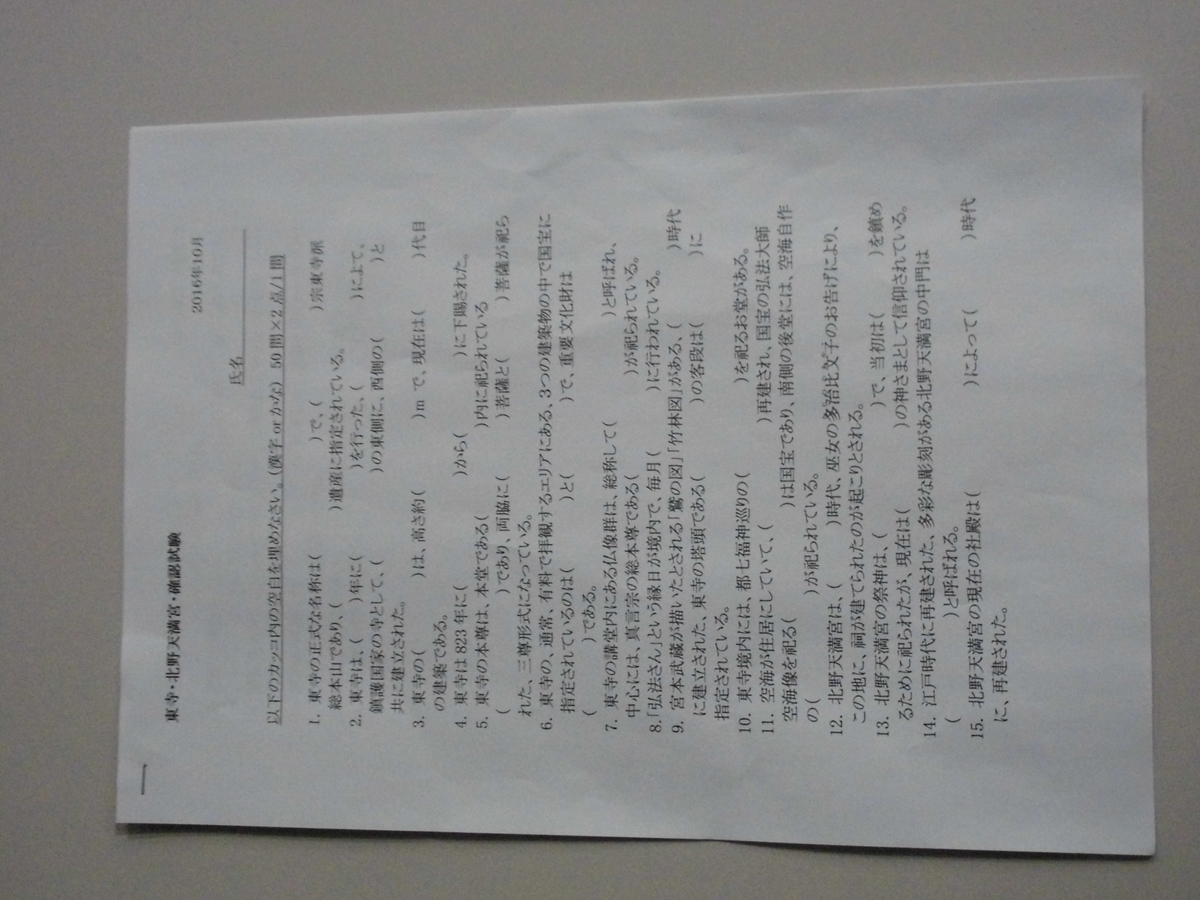 東寺・北野天満宮・確認試験
2016年10月
氏名
以下のカッコ内の空白を埋めなさい。(漢字 or かな) 50問×2点/1問
1. 東寺の正式な名称は( )で、( )宗東寺派
総本山であり、( )遺産に指定されている。
2. 東寺は、( )年に( )を行った、( )によて、
鎮護国家の寺として、( )の東側に、西側の( )と
共に建立された。
3. 東寺の( )は、高さ約( )mで、現在は( )代目
の建築である。
4. 東寺は823年に( )から( )に下賜された。
5. 東寺の本尊は、本堂である( )内に祀られている
( )であり、両脇に( )菩薩と( )菩薩が祀ら
れた、三尊形式になっている。
6. 東寺の、通常、有料で拝観するエリアにある、3つの建築物の中で国宝に
指定されているのは( )と( )で、重要文化財は
( )である。
7. 東寺の講堂内にある仏像群は、総称して( )と呼ばれ、
中心には、真言宗の総本尊である( )が祀られている。
8.「弘法さん」という縁日が境内で、毎月( )に行われている。
9. 宮本武蔵が描いたとされる「鷲の図」「竹林図」がある、( )時代
に建立された、東寺の塔頭である( )の客段は( )に
指定されている。
10. 東寺境内には、都七福神巡りの( )を祀るお堂がある。
11. 空海が住居にしていて、( )再建され、国宝の弘法大師
空海像を祀る( )は国宝であり、南側の後堂には、空海自作
の( )が祀られている。
12. 北野天満宮は、( )時代、巫女の多治比文子のお告げにより、
この地に、祠が建てられたのが起こりとされる。
13. 北野天満宮の祭神は、( )で、当初は( )を鎮め
るために祀られたが、現在は( )の神さまとして信仰されている。
14. 江戸時代に再建された、多彩な彫刻がある北野天満宮の中門は
( )と呼ばれる。
15. 北野天満宮の現在の社殿は( )によって( )時代
に、再建された。